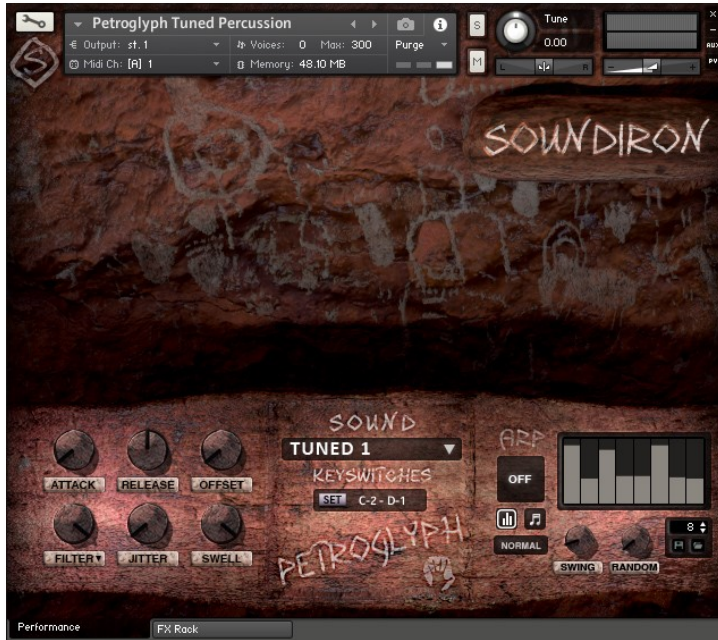 Petroglyph Tuned Percussion
Output: st. 1
Voices: 0 Max: 300
Purge
Midi Ch: [A] 1
Memory: 48.10 MB
S
M
Tune
0.00
L
R
-
+
×
-
AUX
PV
S
SOUNDIRON
ATTACK
RELEASE
OFFSET
FILTER
JITTER
SWELL
SOUND
TUNED 1
KEYSWITCHES
SET C-2 - D-1
PETROGLYPH
ARP
OFF
NORMAL
8
SWING
RANDOM
Performance
FX Rack